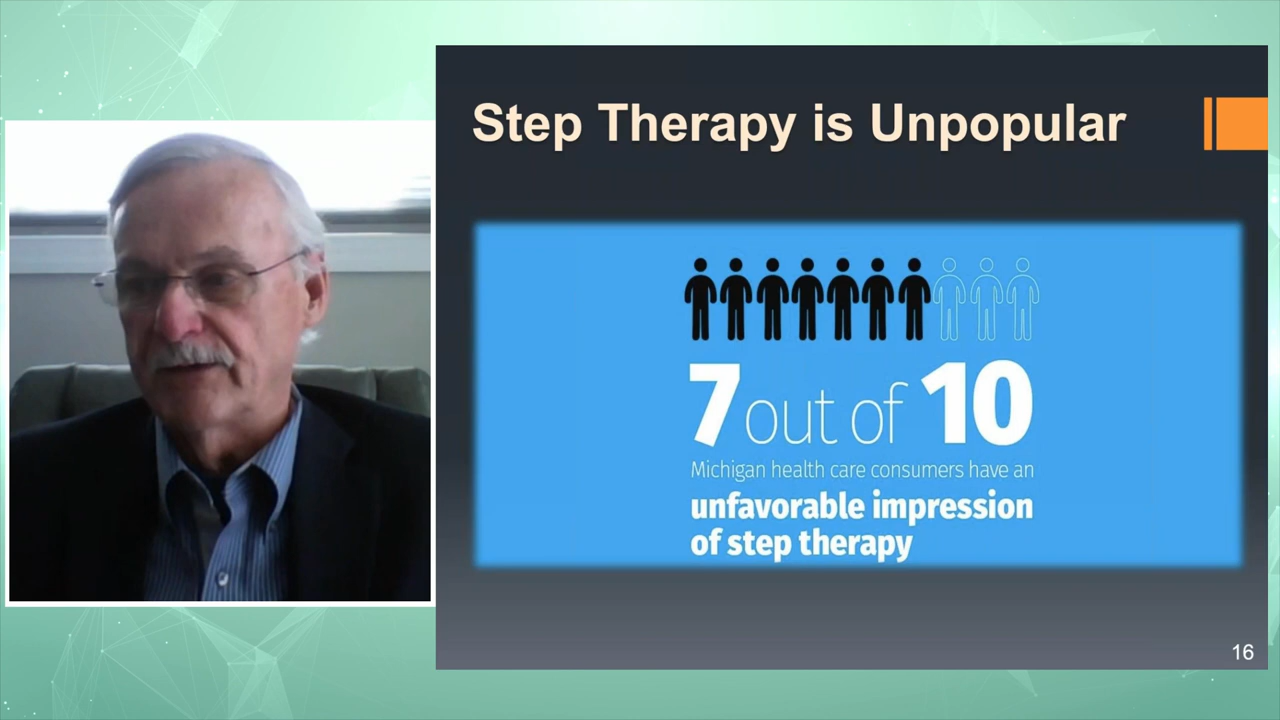 Step Therapy is Unpopular
7 out of 10
Michigan health care consumers have an
unfavorable impression
of step therapy
16